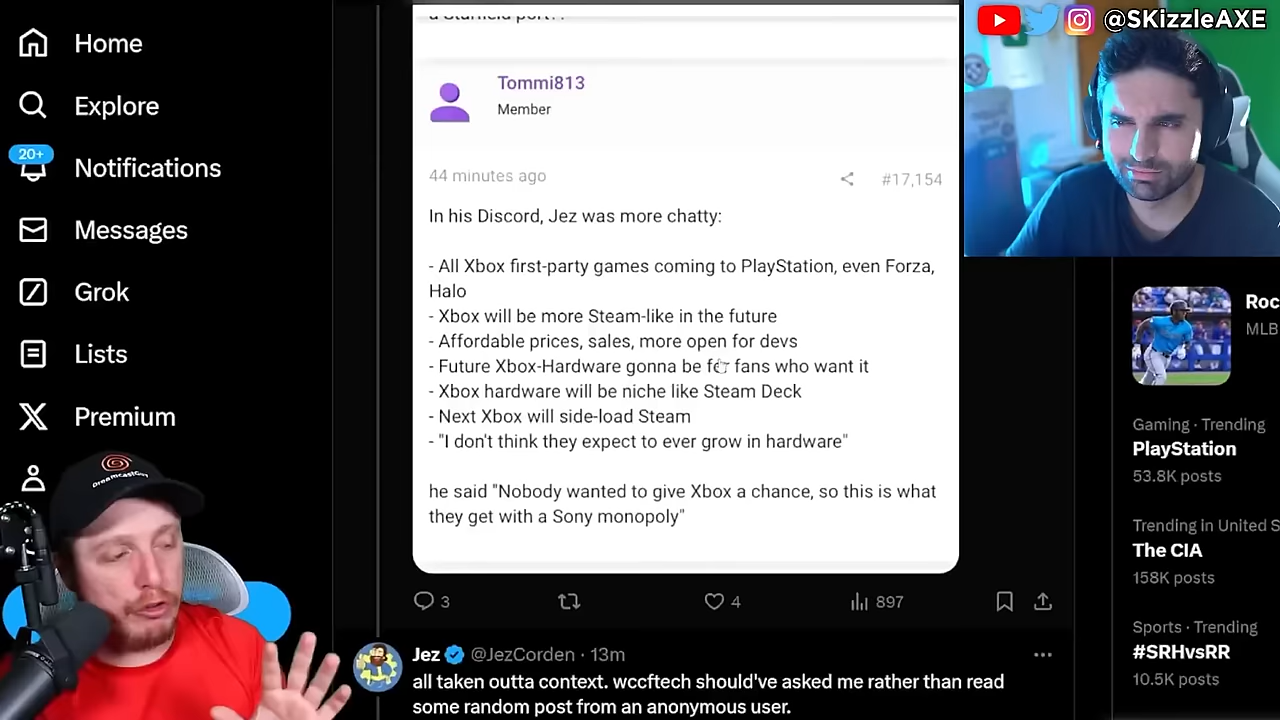 Home
Explore
20+
Notifications
Messages
Grok
Lists
Premium
Tommi813
Member
44 minutes ago
#17,154
In his Discord, Jez was more chatty:
- All Xbox first-party games coming to PlayStation, even Forza,
Halo
- Xbox will be more Steam-like in the future
- Affordable prices, sales, more open for devs
- Future Xbox-Hardware gonna be for fans who want it
- Xbox hardware will be niche like Steam Deck
- Next Xbox will side-load Steam
- "I don't think they expect to ever grow in hardware"
he said "Nobody wanted to give Xbox a chance, so this is what
they get with a Sony monopoly"
3
4
897
Jez @JezCorden · 13m
all taken outta context. wccftech should've asked me rather than read
some random post from an anonymous user.
@SKizzleAXE
Roc
MLB
Gaming · Trending
PlayStation
53.8K posts
Trending in United S
The CIA
158K posts
Sports · Trending
#SRHvsRR
10.5K posts
DreamcastGuy